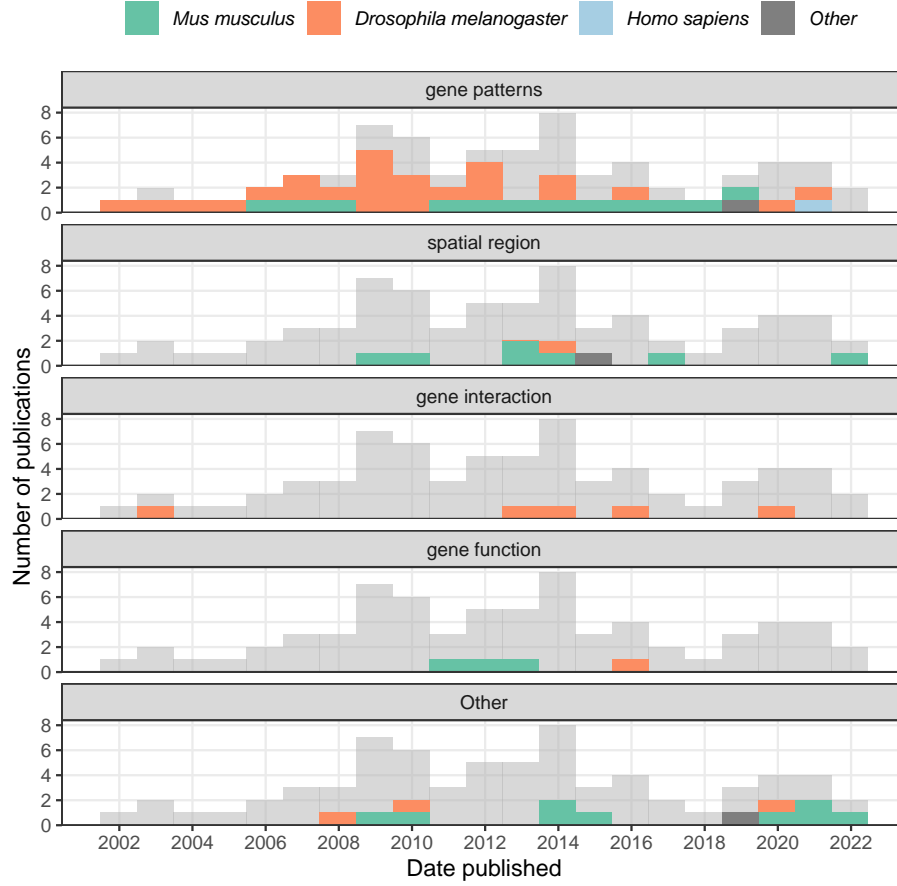 Mus musculus Drosophila melanogaster Homo sapiens Other
gene patterns
8
6
4
2
0
spatial region
8
6
4
2
0
gene interaction
8
6
4
2
0
gene function
8
6
4
2
0
Other
8
6
4
2
0
Number of publications
2002 2004 2006 2008 2010 2012 2014 2016 2018 2020 2022
Date published